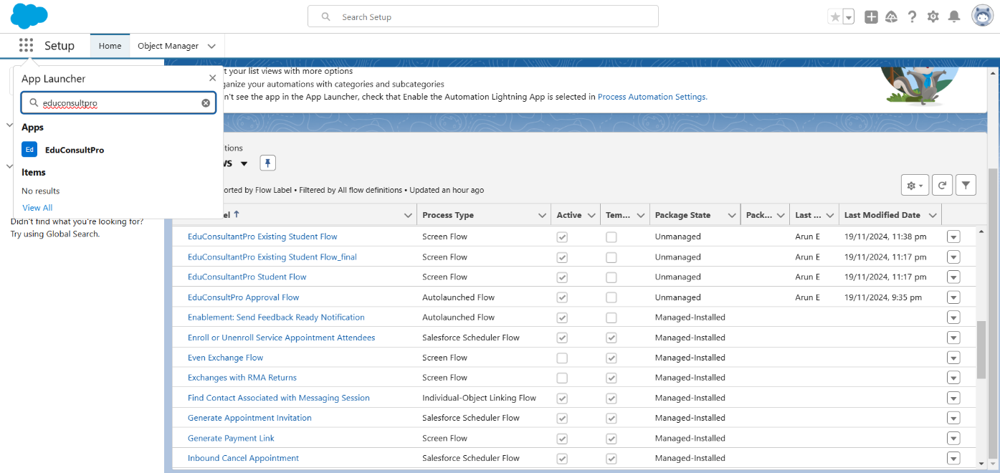 Search Setup
Setup
Home
Object Manager
App Launcher
educonsultpro
Apps
Ed
EduConsultPro
Items
No results
View All
Didn't find what you're looking for?
Try using Global Search.
your list views with more options
your automations with categories and subcategories
see the app in the App Launcher, check that Enable the Automation Lightning App is selected in Process Automation Settings.
by Flow Label • Filtered by All flow definitions • Updated an hour ago
Process Type Active Tem... Package State Pack... Last ... Last Modified Date
EduConsultantPro Existing Student Flow Screen Flow Unmanaged Arun E 19/11/2024, 11:38 pm
EduConsultantPro Existing Student Flow_final Screen Flow Unmanaged Arun E 19/11/2024, 11:17 pm
EduConsultantPro Student Flow Screen Flow Unmanaged Arun E 19/11/2024, 11:17 pm
EduConsultPro Approval Flow Autolaunched Flow Unmanaged Arun E 19/11/2024, 9:35 pm
Enablement: Send Feedback Ready Notification Autolaunched Flow Managed-Installed
Enroll or Unenroll Service Appointment Attendees Salesforce Scheduler Flow Managed-Installed
Even Exchange Flow Screen Flow Managed-Installed
Exchanges with RMA Returns Screen Flow Managed-Installed
Find Contact Associated with Messaging Session Individual-Object Linking Flow Managed-Installed
Generate Appointment Invitation Salesforce Scheduler Flow Managed-Installed
Generate Payment Link Screen Flow Managed-Installed
Inbound Cancel Appointment Salesforce Scheduler Flow Managed-Installed